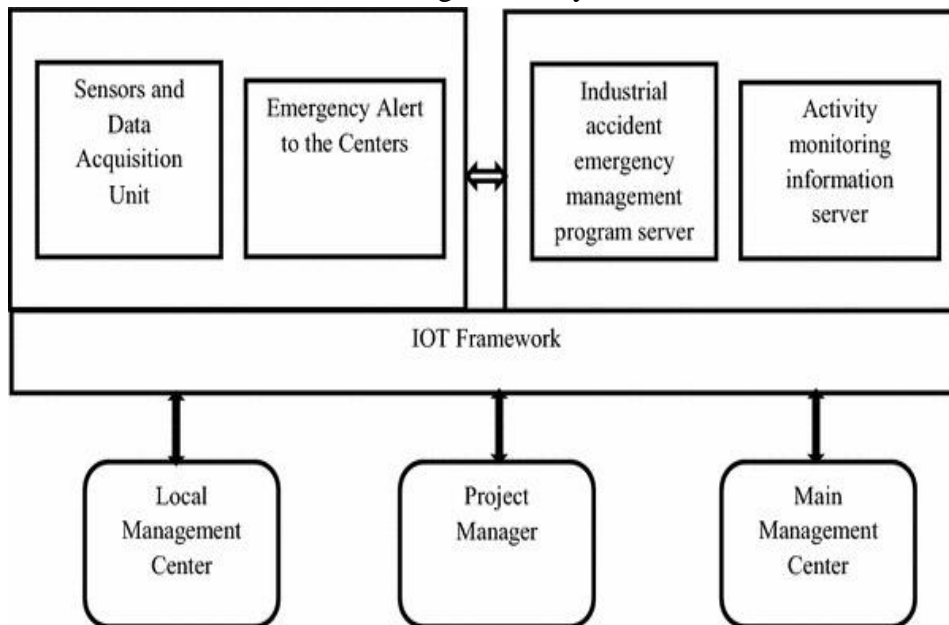 Sensors and
Data
Acquisition
Unit
Emergency Alert
to the Centers
Industrial
accident
emergency
management
program server
Activity
monitoring
information
server
IOT Framework
Local
Management
Center
Project
Manager
Main
Management
Center